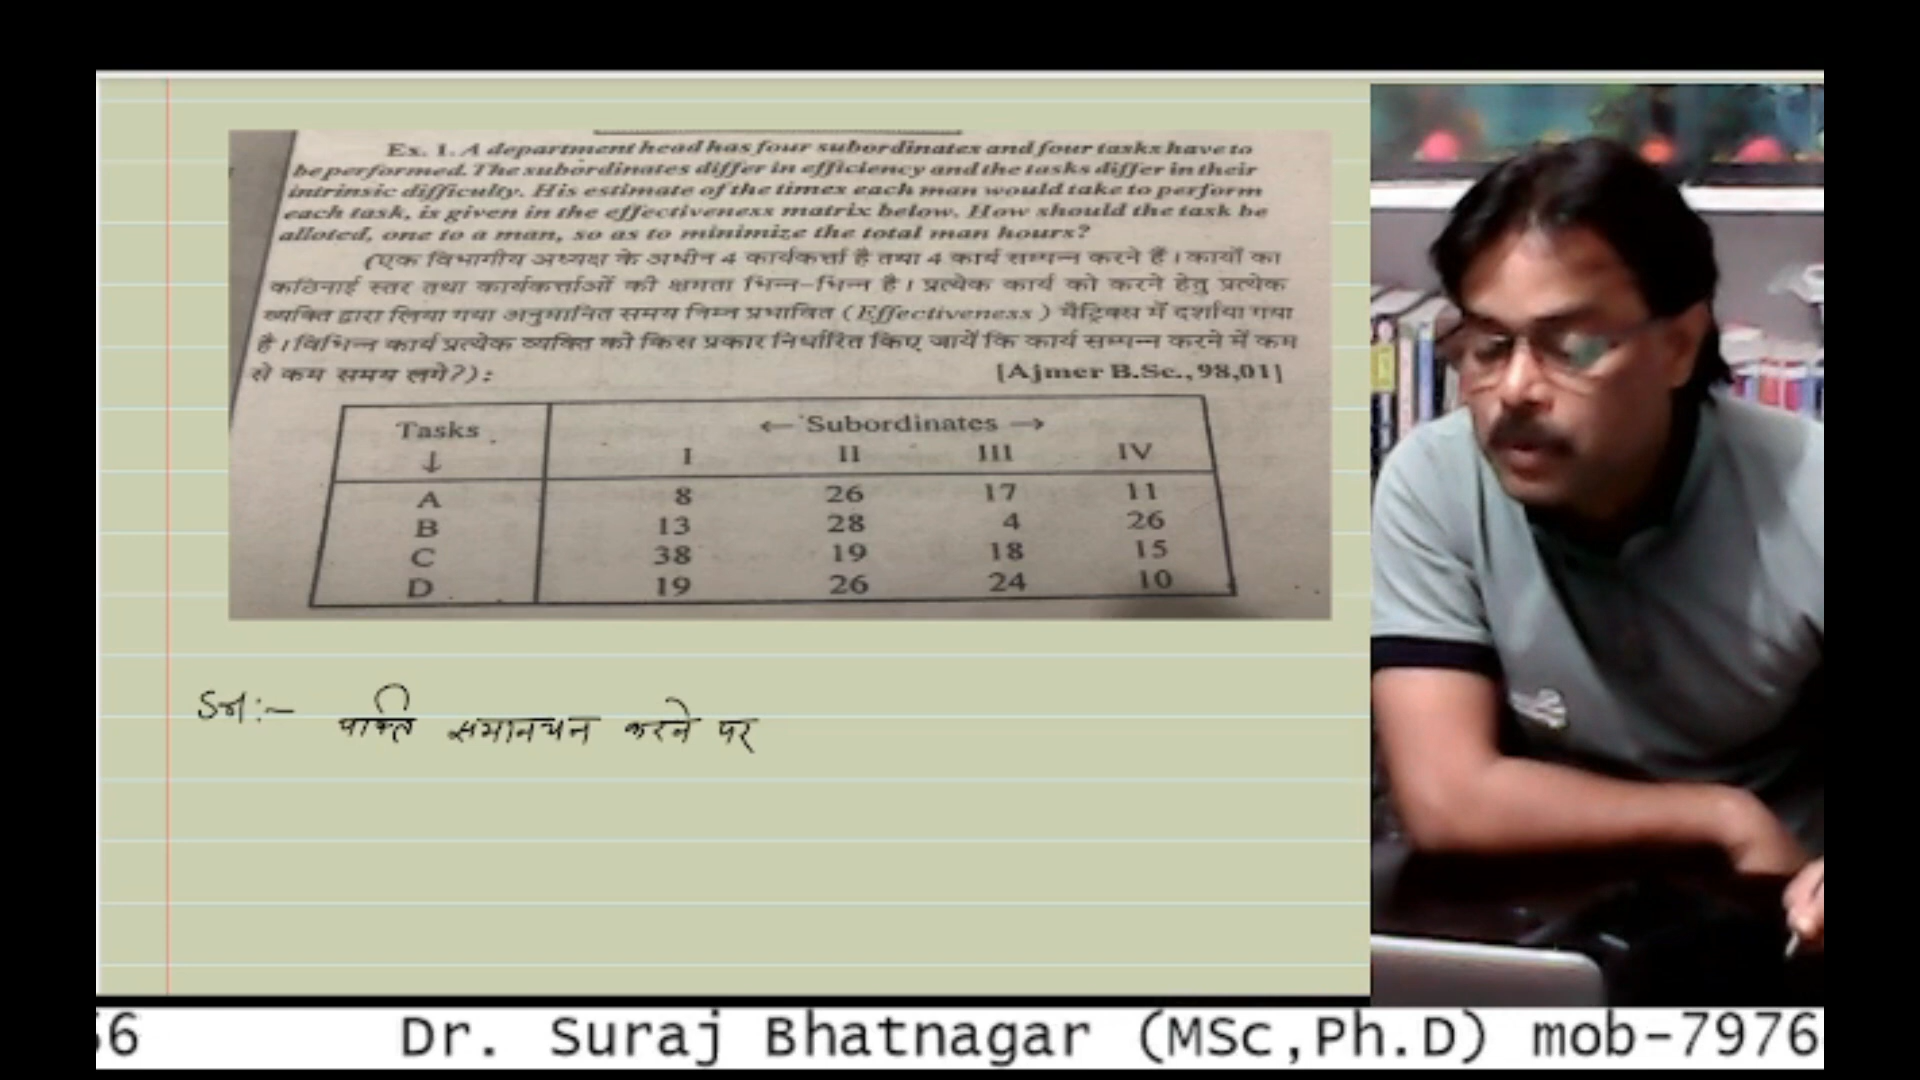 Ex. 1. A department head has four subordinates and four tasks have to
be performed. The subordinates differ in efficiency and the tasks differ in their
intrinsic difficulty. His estimate of the times each man would take to perform
each task, is given in the effectiveness matrix below. How should the task be
alloted, one to a man, so as to minimize the total man hours?
(एक विभागीय अध्यक्ष के अधीन 4 कार्यकर्त्ता है तथा 4 कार्य सम्पन्न करने हैं। कार्यों का
कठिनाई स्तर तथा कार्यकर्त्ताओं की क्षमता भिन्न-भिन्न है। प्रत्येक कार्य को करने हेतु प्रत्येक
व्यक्ति द्वारा लिया गया अनुमानित समय निम्न प्रभावित (Effectiveness) मैट्रिक्स में दर्शाया गया
है। विभिन्न कार्य प्रत्येक व्यक्ति को किस प्रकार निर्धारित किए जायें कि कार्य सम्पन्न करने में कम
से कम समय लगे?): [Ajmer B.Sc., 98,01]
Tasks ← Subordinates →
↓ I II III IV
A 8 26 17 11
B 13 28 4 26
C 38 19 18 15
D 19 26 24 10
करने पर
56 Dr. Suraj Bhatnagar (MSc,Ph.D) mob-7976